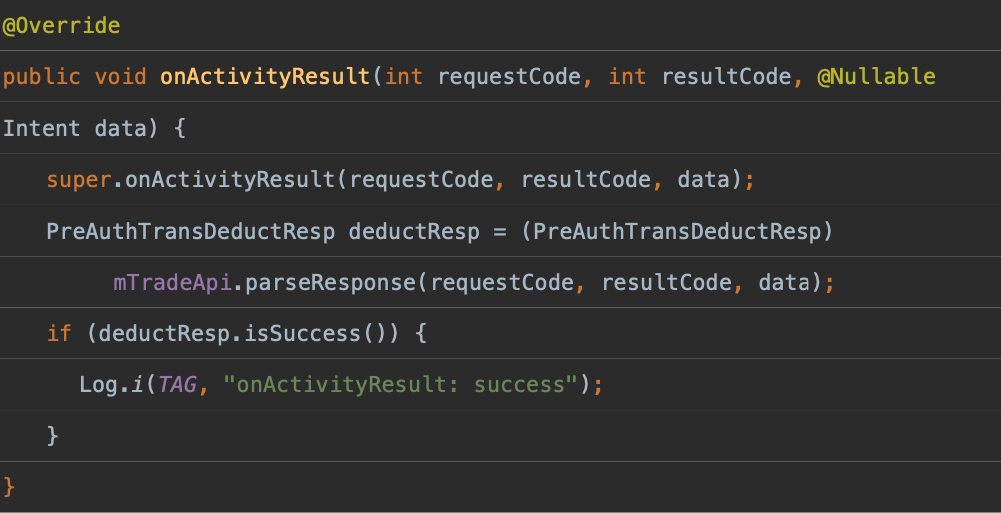 @Override
public void onActivityResult(int requestCode, int resultCode, @Nullable
Intent data) {
super.onActivityResult(requestCode, resultCode, data);
PreAuthTransDeductResp deductResp = (PreAuthTransDeductResp)
mTradeApi.parseResponse(requestCode, resultCode, data);
if (deductResp.isSuccess()) {
Log.i(TAG, "onActivityResult: success");
}
}